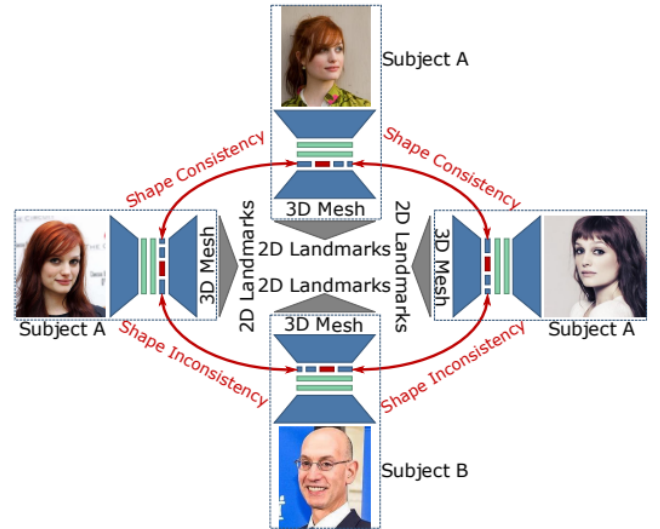 Subject A
Shape Consistency
Shape Consistency
3D Mesh
2D Landmarks
2D Landmarks
3D Mesh
2D Landmarks
2D Landmarks
3D Mesh
Subject A
Subject A
3D Mesh
Shape Inconsistency
Shape Inconsistency
Subject B